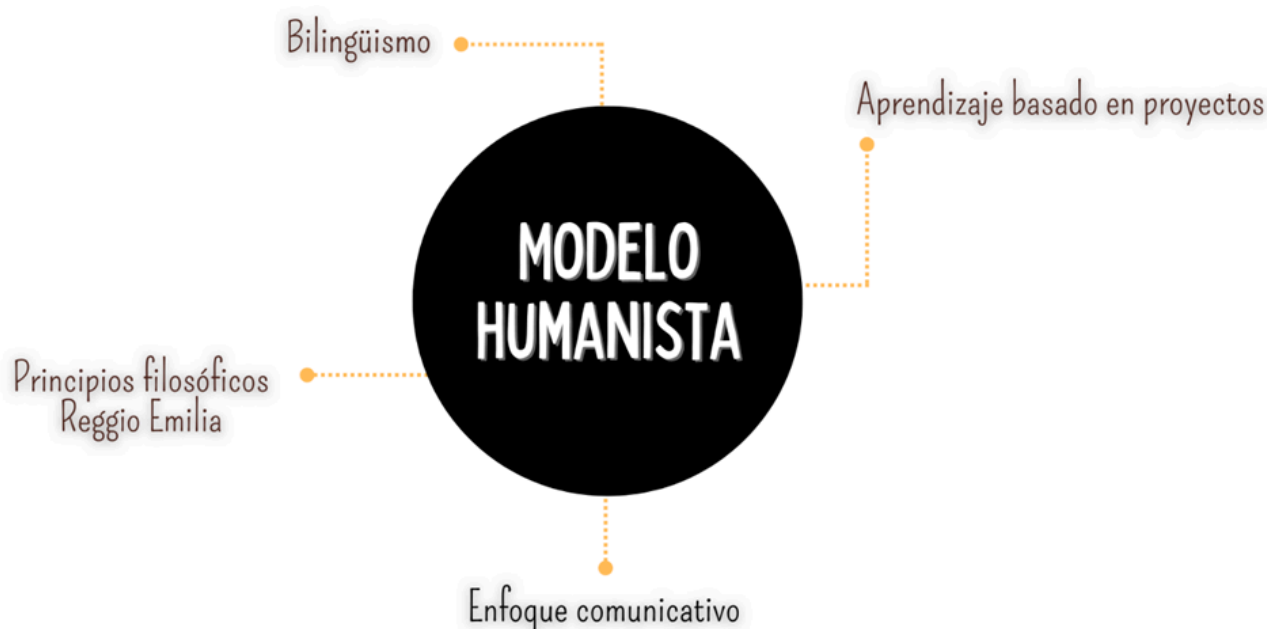 Bilingüismo
Aprendizaje basado en proyectos
MODELO
HUMANISTA
Principios filosóficos
Reggio Emilia
Enfoque comunicativo